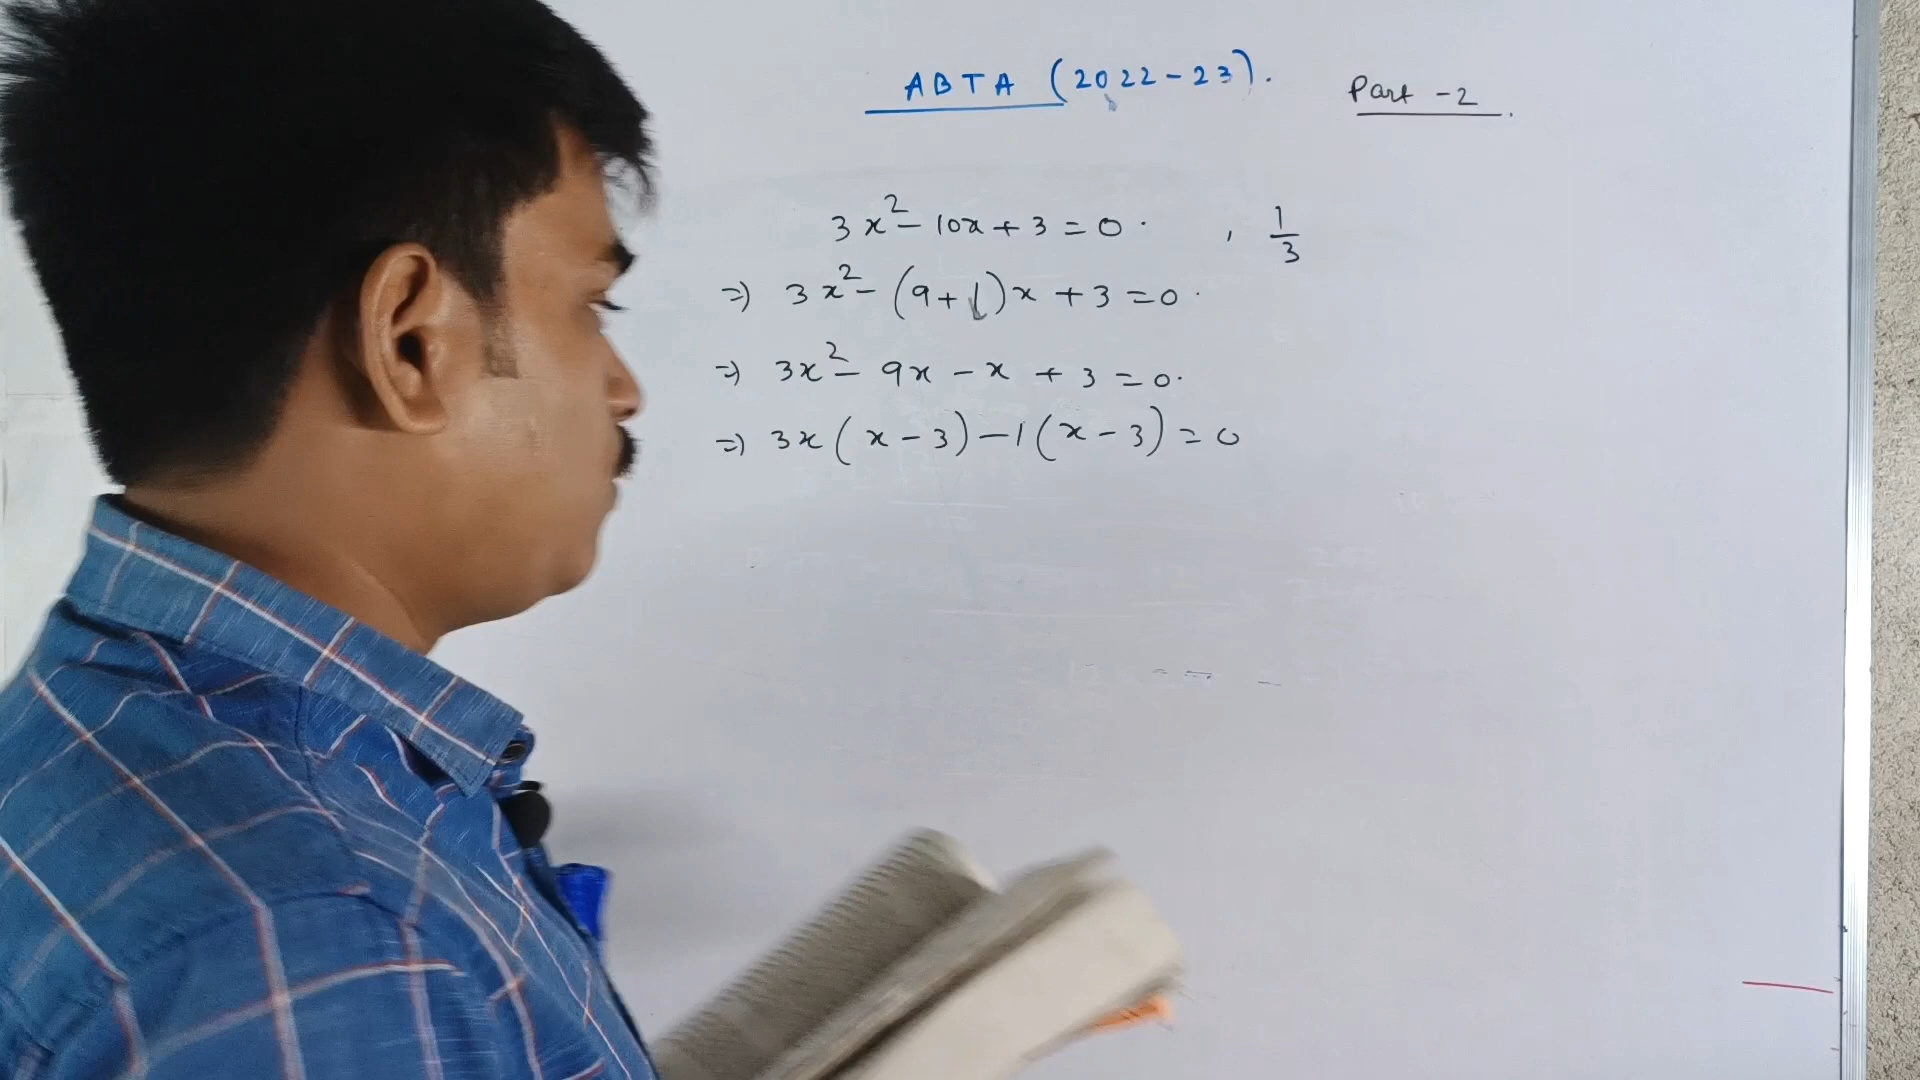 ABTA (2022-23). Part -2
3x² - 10x + 3 = 0. , 1/3
⇒ 3x² - (9+1)x + 3 = 0.
⇒ 3x² - 9x - x + 3 = 0.
⇒ 3x(x-3) -1(x-3) = 0